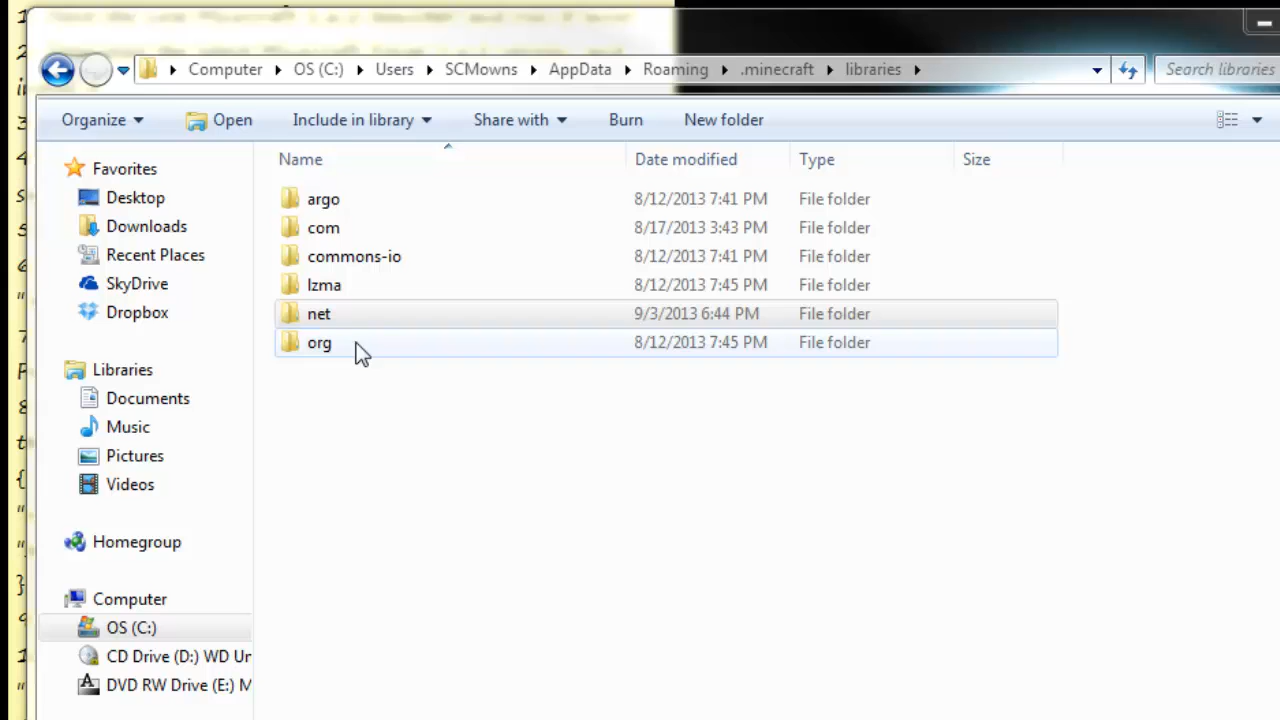 Computer OS (C:) Users SCMowns AppData Roaming .minecraft libraries Search libraries
Organize Open Include in library Share with Burn New folder
Name Date modified Type Size
Favorites
Desktop
Downloads
Recent Places
SkyDrive
Dropbox
Libraries
Documents
Music
Pictures
Videos
Homegroup
Computer
OS (C:)
CD Drive (D:) WD Un
DVD RW Drive (E:) M
argo 8/12/2013 7:41 PM File folder
com 8/17/2013 3:43 PM File folder
commons-io 8/12/2013 7:41 PM File folder
lzma 8/12/2013 7:45 PM File folder
net 9/3/2013 6:44 PM File folder
org 8/12/2013 7:45 PM File folder